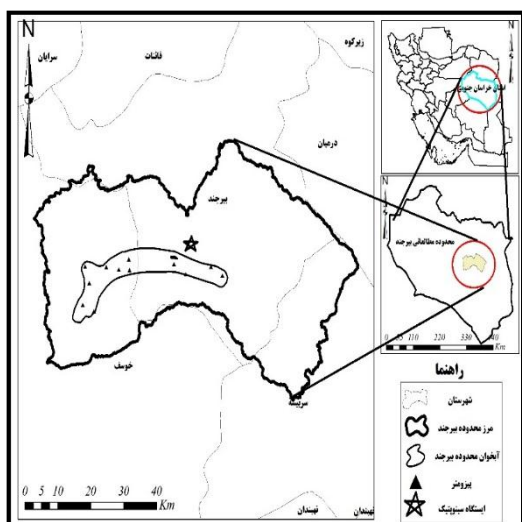 N
سرایان
قائنات
زیرکوه
درمیان
بیرجند
خوسف
سربیشه
نهبندان
نهبندان
0 5 10 20 30 40
Km
N
استان خراسان جنوبی
محدوده مطالعاتی بیرجند
Km
راهنما
شهرستان
مرز محدوده بیرجند
آبخوان محدوده بیرجند
پیزومتر
ایستگاه سینوپتیک